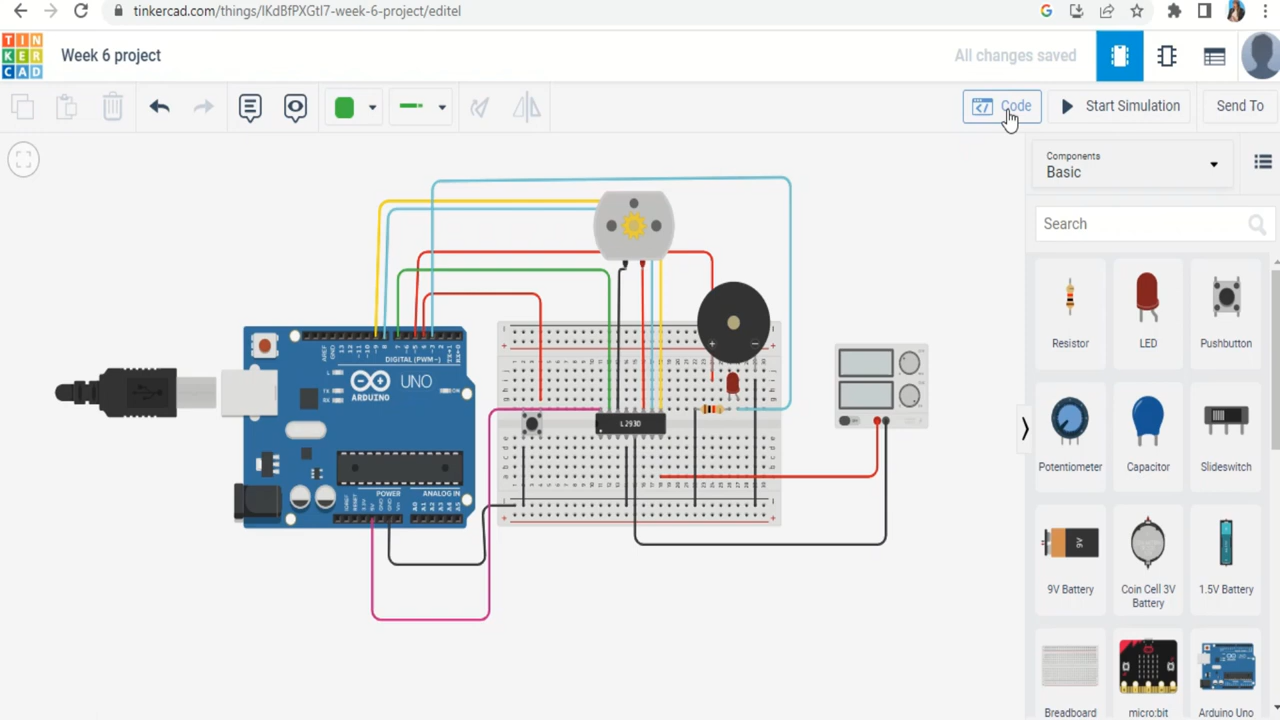 tinkercad.com/things/lKdBfPXGtI7-week-6-project/editel
TIN
KER
CAD
Week 6 project
All changes saved
Code
Start Simulation
Send To
Components
Basic
Search
Resistor
LED
Pushbutton
Potentiometer
Capacitor
Slideswitch
9V
9V Battery
Coin Cell 3V
Battery
1.5V Battery
Breadboard
micro:bit
Arduino Uno
DIGITAL (PWM ~)
UNO
ARDUINO
POWER
ANALOG IN
L293D